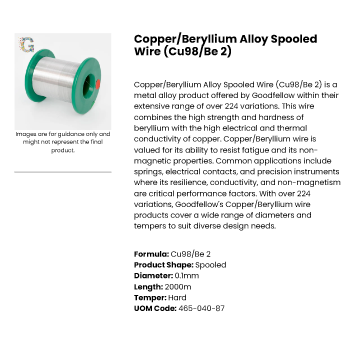 Copper/Beryllium Alloy Spooled
Wire (Cu98/Be 2)
G
Images are for guidance only and
might not represent the final
product.
Copper/Beryllium Alloy Spooled Wire (Cu98/Be 2) is a
metal alloy product offered by Goodfellow within their
extensive range of over 224 variations. This wire
combines the high strength and hardness of
beryllium with the high electrical and thermal
conductivity of copper. Copper/Beryllium wire is
valued for its ability to resist fatigue and its non-
magnetic properties. Common applications include
springs, electrical contacts, and precision instruments
where its resilience, conductivity, and non-magnetism
are critical performance factors. With over 224
variations, Goodfellow's Copper/Beryllium wire
products cover a wide range of diameters and
tempers to suit diverse design needs.
Formula: Cu98/Be 2
Product Shape: Spooled
Diameter: 0.1mm
Length: 2000m
Temper: Hard
UOM Code: 465-040-87